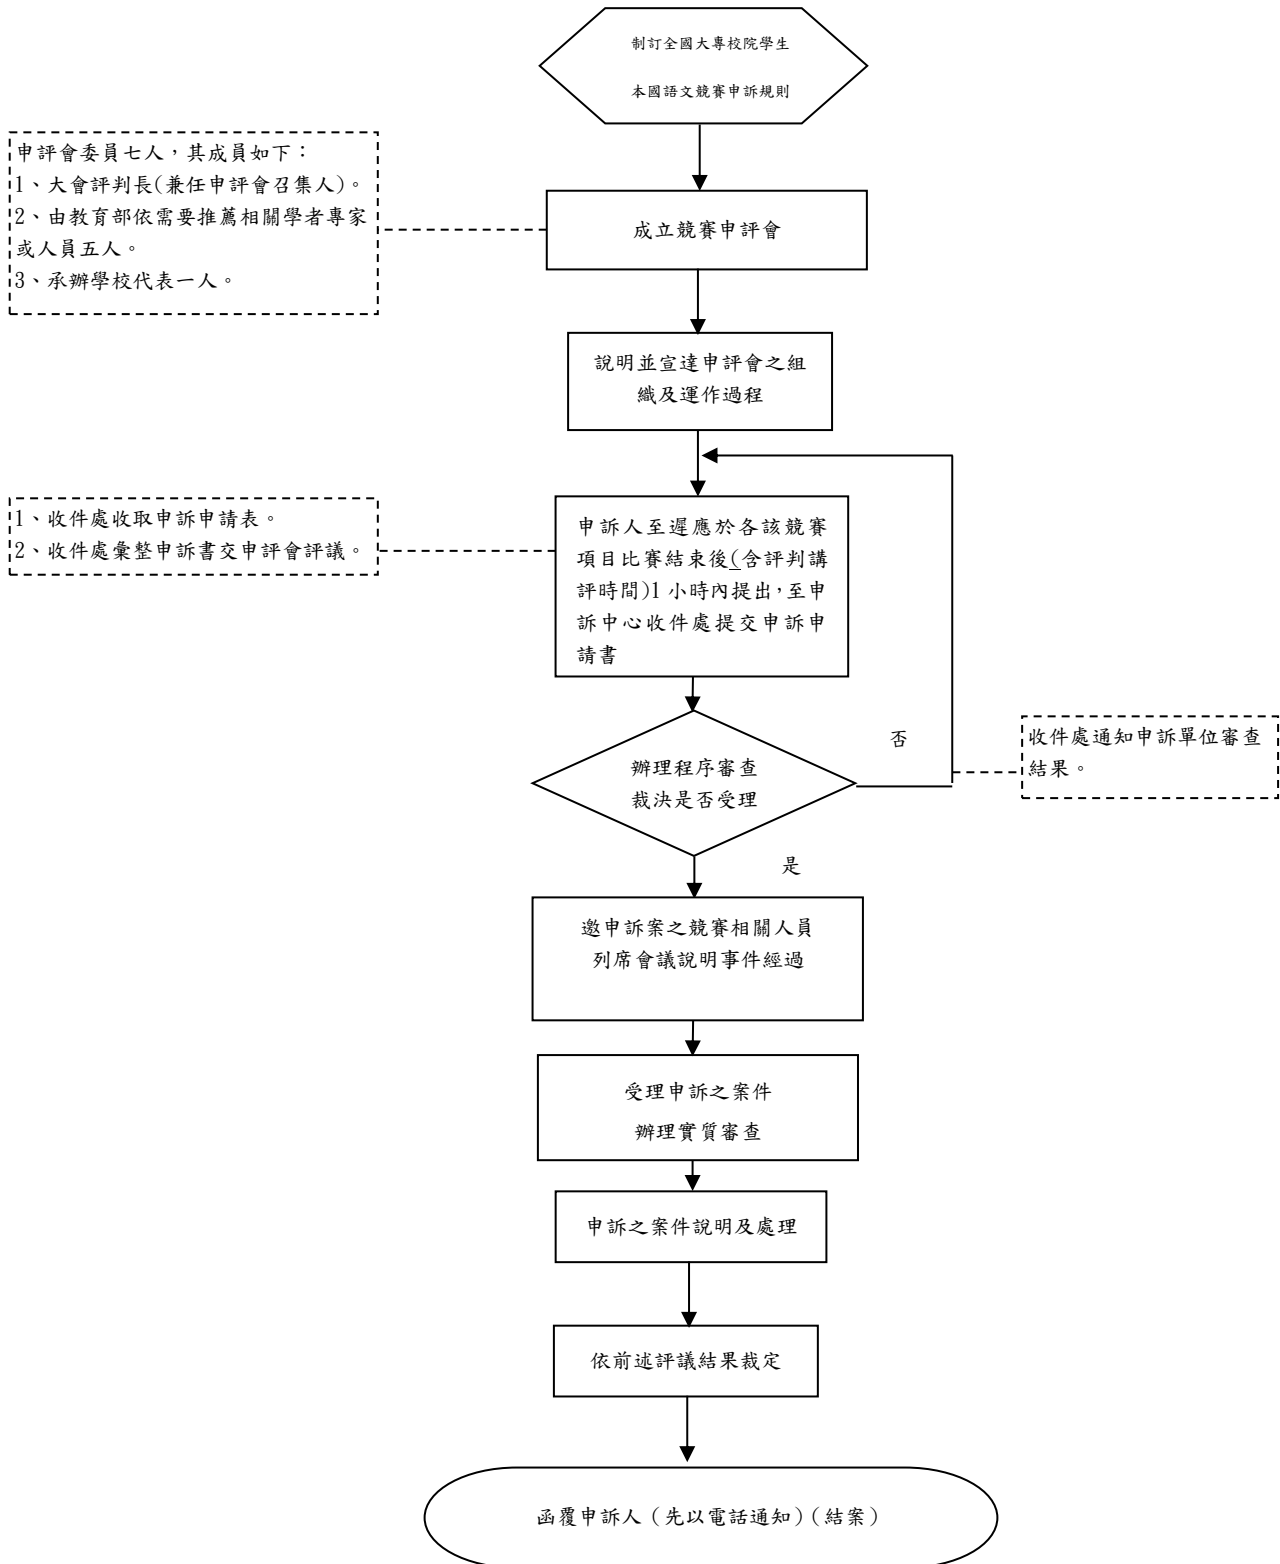 制訂全國大專校院學生
本國語文競賽申訴規則
申評會委員七人，其成員如下：
1、大會評判長(兼任申評會召集人)。
2、由教育部依需要推薦相關學者專家
或人員五人。
3、承辦學校代表一人。
成立競賽申評會
說明並宣達申評會之組
織及運作過程
1、收件處收取申訴申請表。
2、收件處彙整申訴書交申評會評議。
申訴人至遲應於各該競賽
項目比賽結束後(含評判講
評時間)1 小時內提出，至申
訴中心收件處提交申訴申
請書
否
收件處通知申訴單位審查
結果。
辦理程序審查
裁決是否受理
是
邀申訴案之競賽相關人員
列席會議說明事件經過
受理申訴之案件
辦理實質審查
申訴之案件說明及處理
依前述評議結果裁定
函覆申訴人（先以電話通知）（結案）